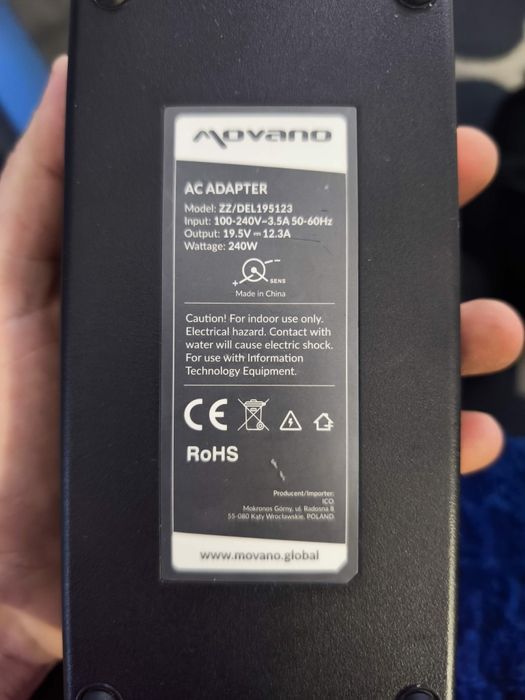 Movano
AC ADAPTER
Model: ZZ/DEL195123
Input: 100-240V~3.5A 50-60Hz
Output: 19.5V⎓12.3A
Wattage: 240W
+ -
SENS
Made in China
Caution! For indoor use only.
Electrical hazard. Contact with
water will cause electric shock.
For use with Information
Technology Equipment.
CE
RoHS
Producent/Importer:
ICO
Mokronos Górny, ul. Radosna 8
55-080 Kąty Wrocławskie, POLAND
www.movano.global